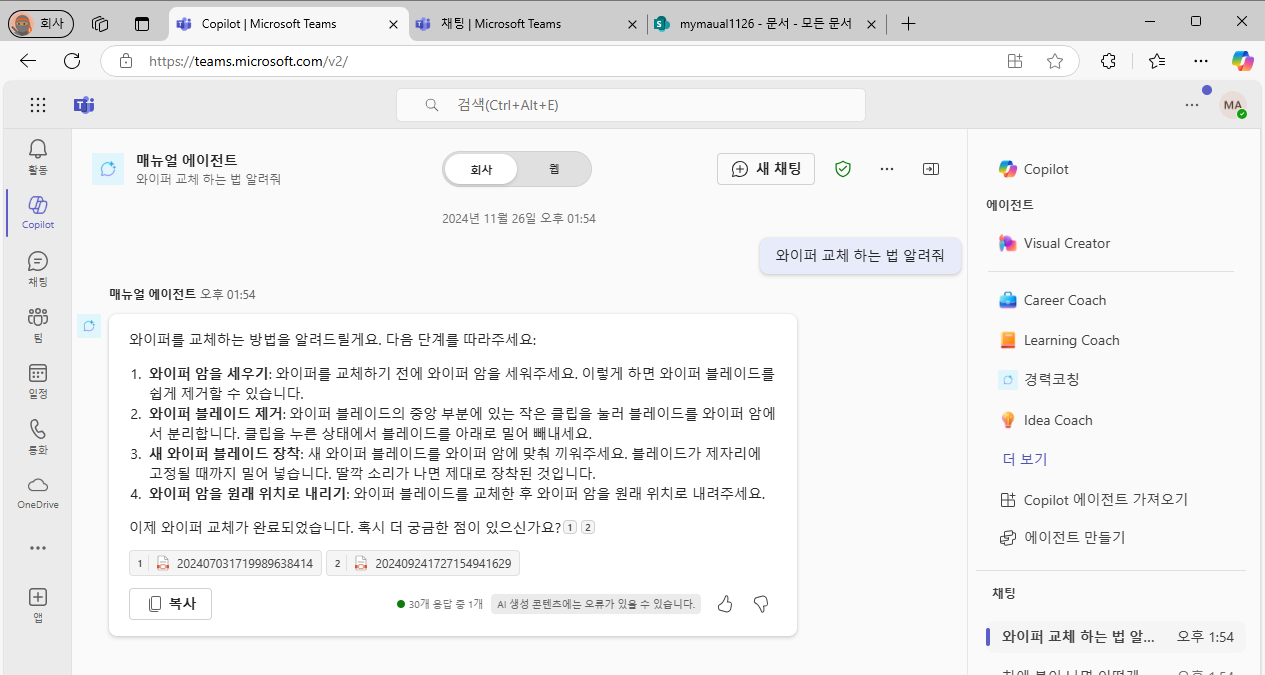 회사
Copilot | Microsoft Teams
채팅 | Microsoft Teams
mymaual1126 - 문서 - 모든 문서
https://teams.microsoft.com/v2/
검색(Ctrl+Alt+E)
MA
활동
Copilot
채팅
팀
일정
통화
OneDrive
앱
매뉴얼 에이전트
와이퍼 교체 하는 법 알려줘
회사
웹
새 채팅
2024년 11월 26일 오후 01:54
와이퍼 교체 하는 법 알려줘
매뉴얼 에이전트 오후 01:54
와이퍼를 교체하는 방법을 알려드릴게요. 다음 단계를 따라주세요:
1. 와이퍼 암을 세우기: 와이퍼를 교체하기 전에 와이퍼 암을 세워주세요. 이렇게 하면 와이퍼 블레이드를
쉽게 제거할 수 있습니다.
2. 와이퍼 블레이드 제거: 와이퍼 블레이드의 중앙 부분에 있는 작은 클립을 눌러 블레이드를 와이퍼 암에
서 분리합니다. 클립을 누른 상태에서 블레이드를 아래로 밀어 빼내세요.
3. 새 와이퍼 블레이드 장착: 새 와이퍼 블레이드를 와이퍼 암에 맞춰 끼워주세요. 블레이드가 제자리에
고정될 때까지 밀어 넣습니다. 딸깍 소리가 나면 제대로 장착된 것입니다.
4. 와이퍼 암을 원래 위치로 내리기: 와이퍼 블레이드를 교체한 후 와이퍼 암을 원래 위치로 내려주세요.
이제 와이퍼 교체가 완료되었습니다. 혹시 더 궁금한 점이 있으신가요? 1 2
1 202407031719989638414
2 202409241727154941629
복사
30개 응답 중 1개
AI 생성 콘텐츠에는 오류가 있을 수 있습니다.
Copilot
에이전트
Visual Creator
Career Coach
Learning Coach
경력코칭
Idea Coach
더 보기
Copilot 에이전트 가져오기
에이전트 만들기
채팅
와이퍼 교체 하는 법 알... 오후 1:54